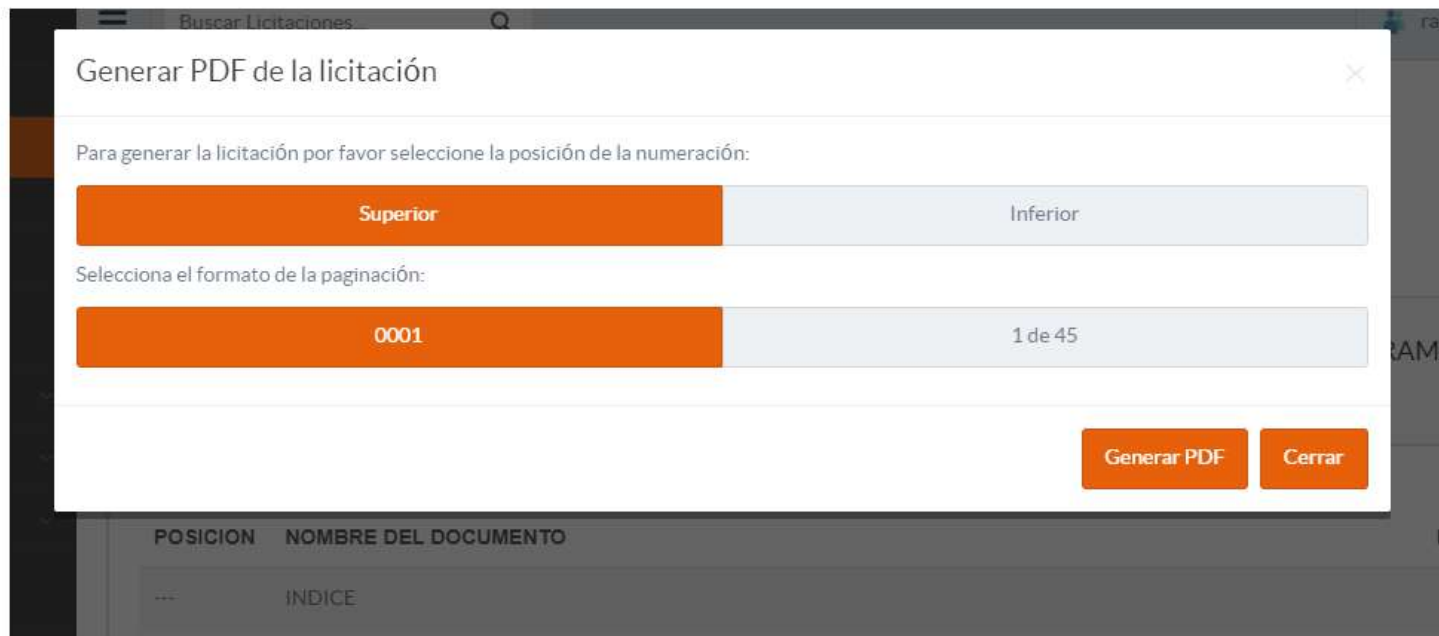 Buscar Licitaciones...
Generar PDF de la licitación
Para generar la licitación por favor seleccione la posición de la numeración:
Superior Inferior
Selecciona el formato de la paginación:
0001 1 de 45
Generar PDF Cerrar
POSICION NOMBRE DEL DOCUMENTO
--- INDICE